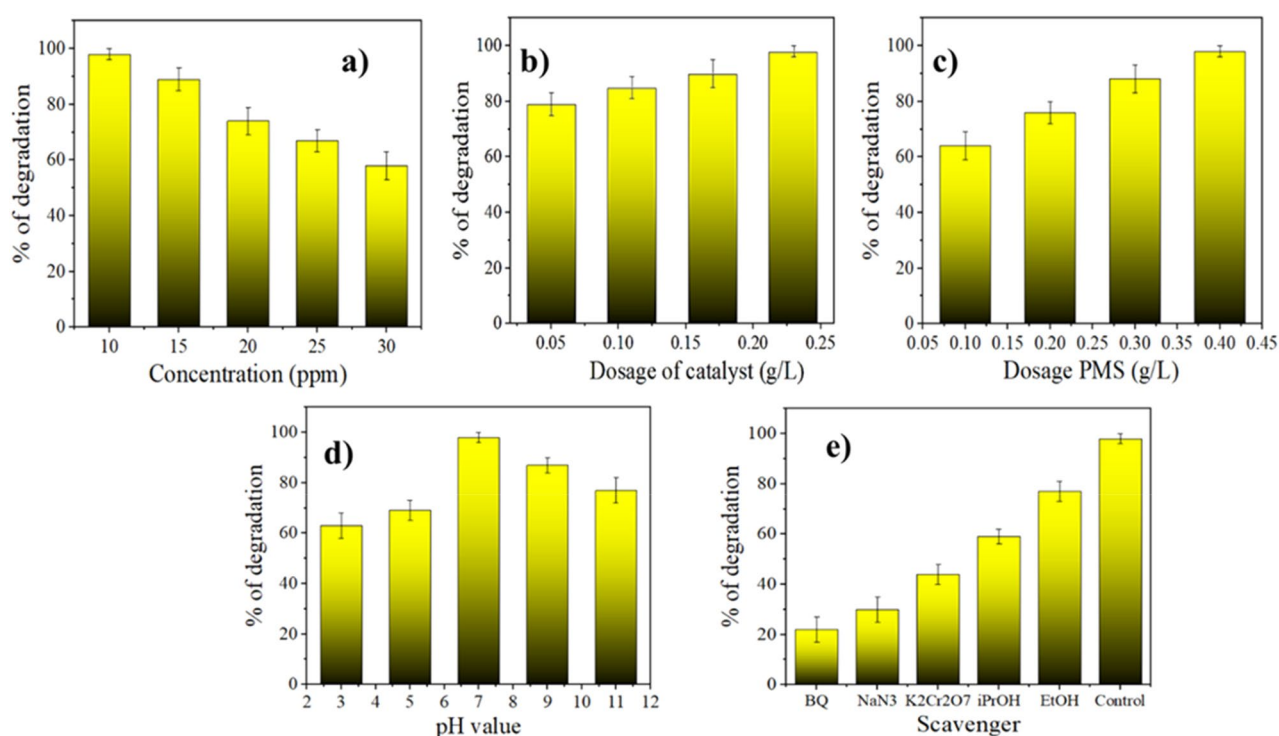 a)
% of degradation
100
80
60
40
20
0
10 15 20 25 30
Concentration (ppm)
b)
% of degradation
100
80
60
40
20
0
0.05 0.10 0.15 0.20 0.25
Dosage of catalyst (g/L)
c)
% of degradation
100
80
60
40
20
0
0.05 0.10 0.15 0.20 0.25 0.30 0.35 0.40 0.45
Dosage PMS (g/L)
d)
% of degradation
100
80
60
40
20
0
2 3 4 5 6 7 8 9 10 11 12
pH value
e)
% of degradation
100
80
60
40
20
0
BQ NaN3 K2Cr2O7 iPrOH EtOH Control
Scavenger